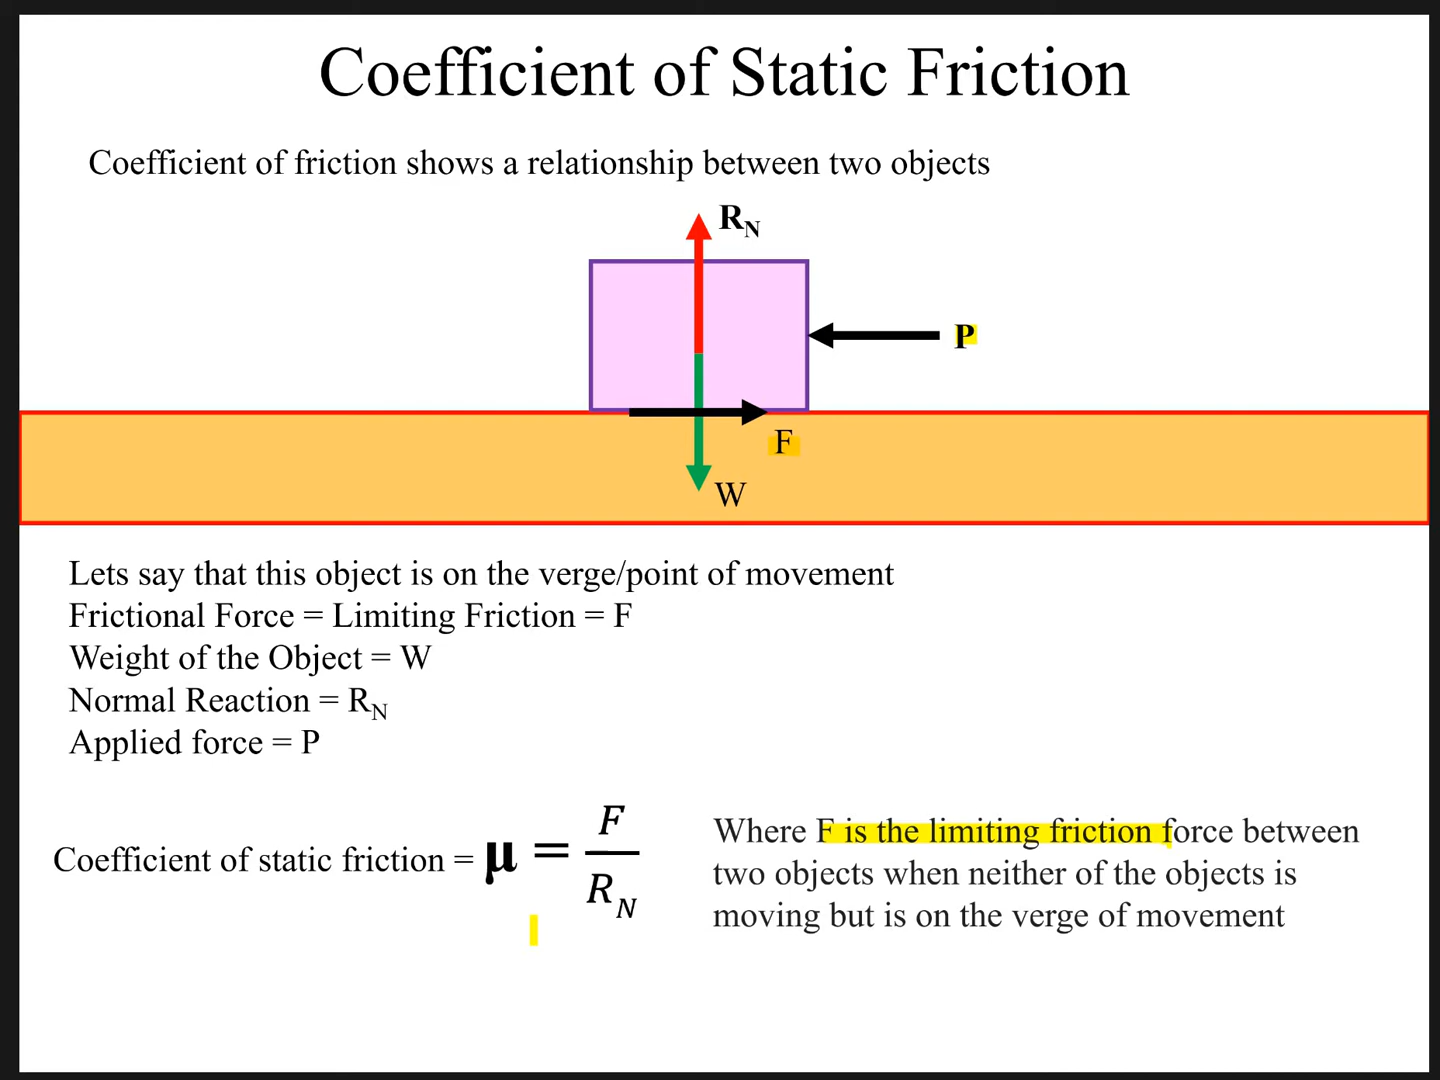 Coefficient of Static Friction
Coefficient of friction shows a relationship between two objects
R_N
P
F
W
Lets say that this object is on the verge/point of movement
Frictional Force = Limiting Friction = F
Weight of the Object = W
Normal Reaction = R_N
Applied force = P
Coefficient of static friction = μ = F / R_N
Where F is the limiting friction force between
two objects when neither of the objects is
moving but is on the verge of movement